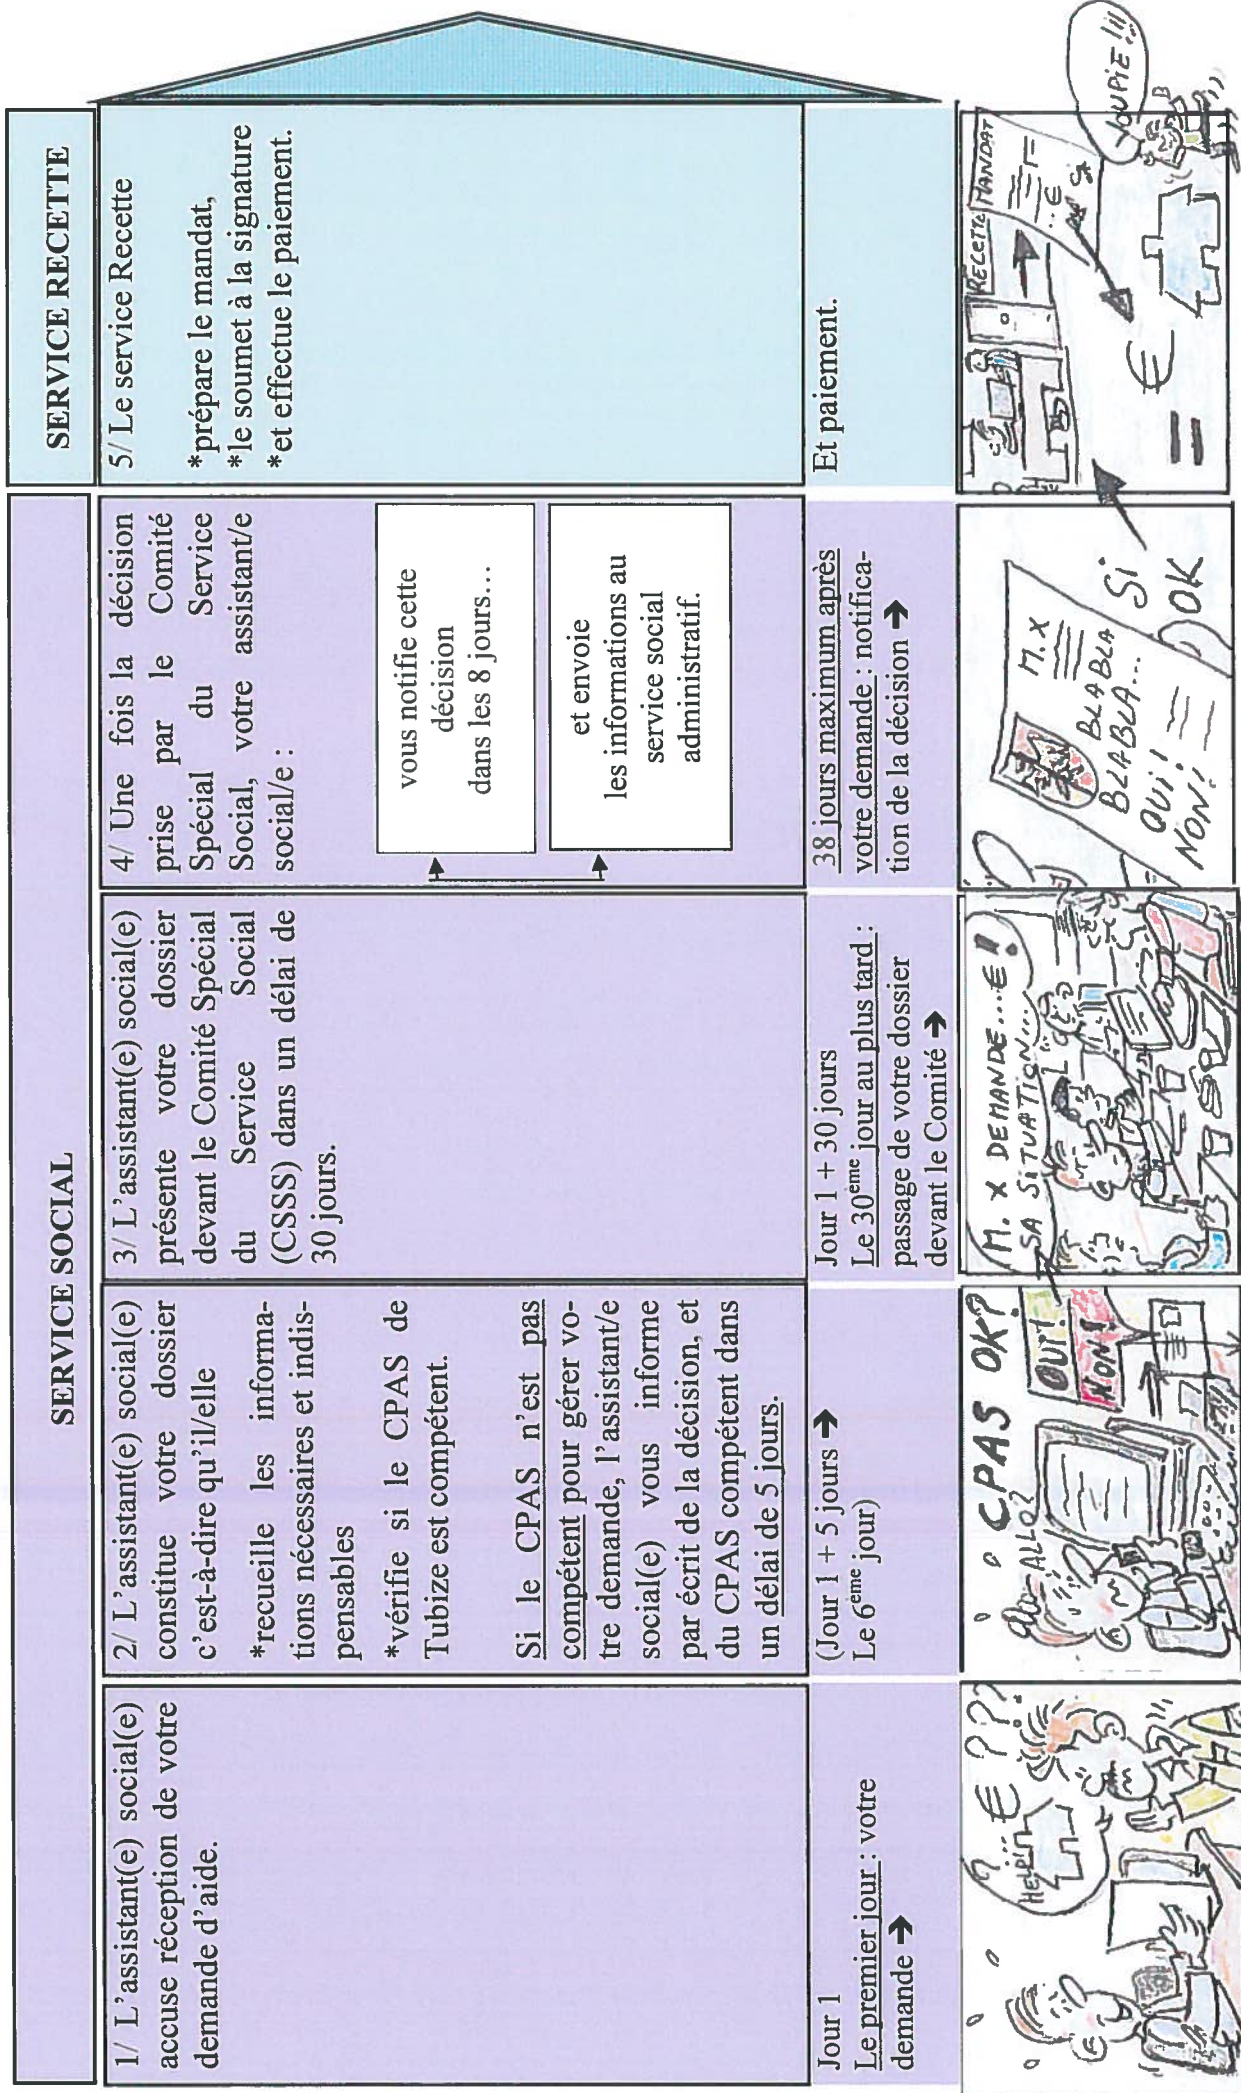 SERVICE SOCIAL
1/ L'assistant(e) social(e)
accuse réception de votre
demande d'aide.
2/ L'assistant(e) social(e)
constitue votre dossier
c'est-à-dire qu'il/elle
*recueille les informa-
tions nécessaires et indis-
pensables
*vérifie si le CPAS de
Tubize est compétent.
Si le CPAS n'est pas
compétent pour gérer vo-
tre demande, l'assistant/e
social(e) vous informe
par écrit de la décision, et
du CPAS compétent dans
un délai de 5 jours.
3/ L'assistant(e) social(e)
présente votre dossier
devant le Comité Spécial
du Service Social
(CSSS) dans un délai de
30 jours.
4/ Une fois la décision
prise par le Comité
Spécial du Service
Social, votre assistant/e
social/e :
vous notifie cette
décision
dans les 8 jours…
et envoie
les informations au
service social
administratif.
SERVICE RECETTE
5/ Le service Recette
*prépare le mandat,
*le soumet à la signature
*et effectue le paiement.
Jour 1
Le premier jour : votre
demande ➔
(Jour 1 + 5 jours ➔
Le 6ème jour)
Jour 1 + 30 jours
Le 30ème jour au plus tard :
passage de votre dossier
devant le Comité ➔
38 jours maximum après
votre demande : notifica-
tion de la décision ➔
Et paiement.
?...€???
HELP!
CPAS OK?
ALLO?
OUI!
NON!
M. X DEMANDE...€!
SA SITUATION...
M. X
BLABLA
BLABLA...
OUI!
NON!
Si
OK
RECETTE
MANDAT
...€
= €
YOUPIE!!!